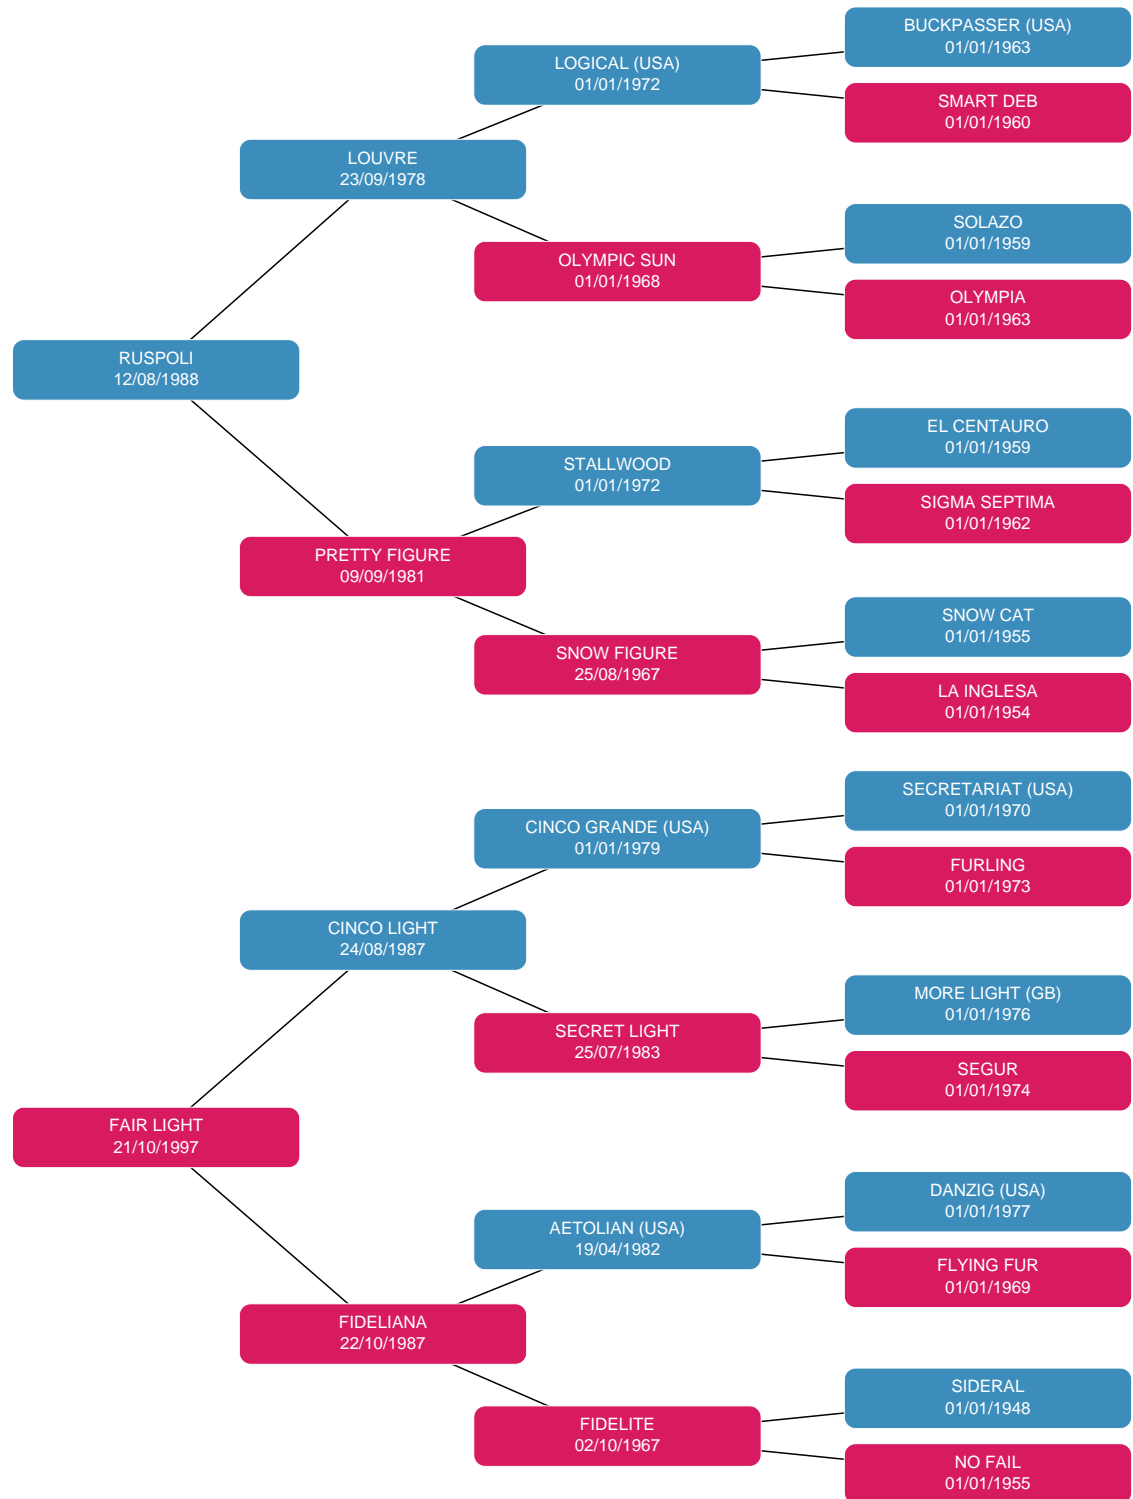 BUCKPASSER (USA)
01/01/1963
LOGICAL (USA)
01/01/1972
SMART DEB
01/01/1960
LOUVRE
23/09/1978
SOLAZO
01/01/1959
OLYMPIC SUN
01/01/1968
OLYMPIA
01/01/1963
RUSPOLI
12/08/1988
EL CENTAURO
01/01/1959
STALLWOOD
01/01/1972
SIGMA SEPTIMA
01/01/1962
PRETTY FIGURE
09/09/1981
SNOW CAT
01/01/1955
SNOW FIGURE
25/08/1967
LA INGLESA
01/01/1954
SECRETARIAT (USA)
01/01/1970
CINCO GRANDE (USA)
01/01/1979
FURLING
01/01/1973
CINCO LIGHT
24/08/1987
MORE LIGHT (GB)
01/01/1976
SECRET LIGHT
25/07/1983
SEGUR
01/01/1974
FAIR LIGHT
21/10/1997
DANZIG (USA)
01/01/1977
AETOLIAN (USA)
19/04/1982
FLYING FUR
01/01/1969
FIDELIANA
22/10/1987
SIDERAL
01/01/1948
FIDELITE
02/10/1967
NO FAIL
01/01/1955